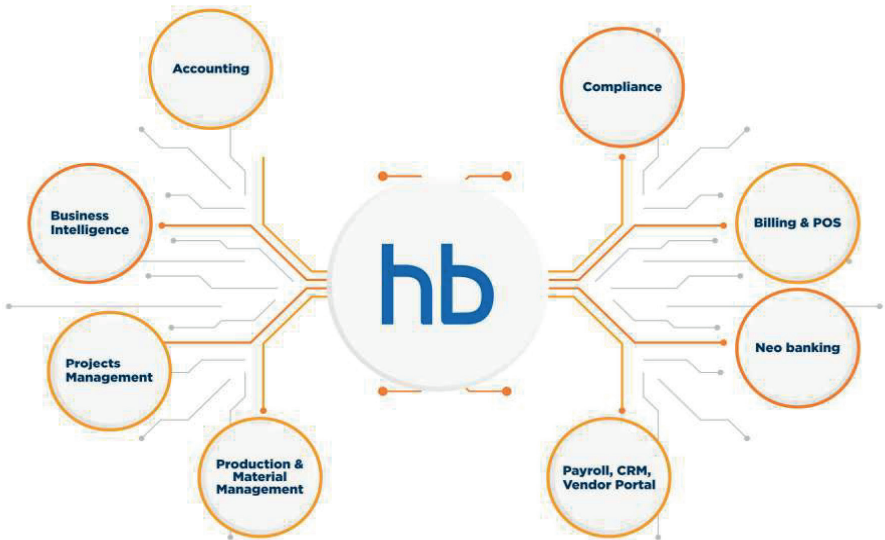 Accounting
Compliance
Business
Intelligence
hb
Billing & POS
Projects
Management
Neo banking
Production &
Material
Management
Payroll, CRM,
Vendor Portal